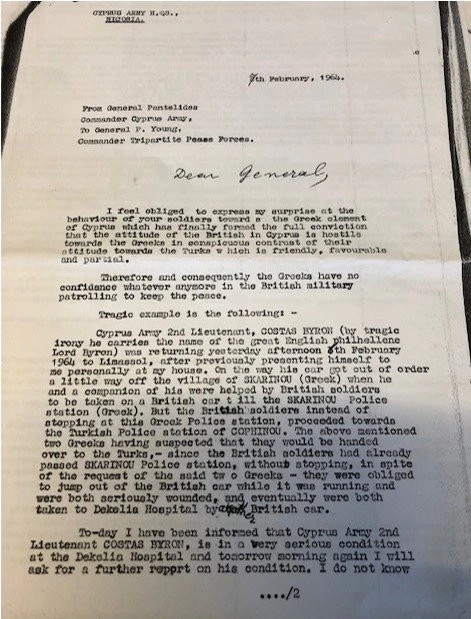 CYPRUS ARMY H.QS.,
NICOSIA.
7th February, 1964.
From General Pantelides
Commander Cyprus Army,
To General P. Young,
Commander Tripartite Peace Forces.
Dear General,
I feel obliged to express my surprise at the
behaviour of your soldiers toward s the Greek element
of Cyprus which has finally formed the full conviction
that the attitude of the British in Cyprus is hostile
towards the Greeks in conspicuous contrast of their
attitude towards the Turks w hich is friendly, favourable
and partial.
Therefore and consequently the Greeks have no
confidence whatever anymore in the British military
patrolling to keep the peace.
Tragic example is the following: -
Cyprus Army 2nd Lieutenant, COSTAS BYRON (by tragic
irony he carries the name of the great English philhellene
Lord Byron) was returning yesterday afternoon 6th February
1964 to Limassol, after previously presenting himself to
me personally at my house. On the way his car got out of order
a little way off the village of SKARINOU (Greek) when he
and a companion of his were helped by British soldiers
to be taken on a British car t ill the SKARINOU Police
station (Greek). But the British soldiers instead of
stopping at this Greek Police station, proceeded towards
the Turkish Police station of COPHINOU. The above mentioned
two Greeks having suspected that they would be handed
over to the Turks,- since the British soldiers had already
passed SKARINOU Police station, without stopping, in spite
of the request of the said tw o Greeks - they were obliged
to jump out of the British car while it was running and
were both seriously wounded, and eventually were both
taken to Dekelia Hospital by another British car.
To-day I have been informed that Cyprus Army 2nd
Lieutenant COSTAS BYRON, is in a very serious condition
at the Dekelia Hospital and tomorrow morning again I will
ask for a further report on his condition. I do not know
..../2